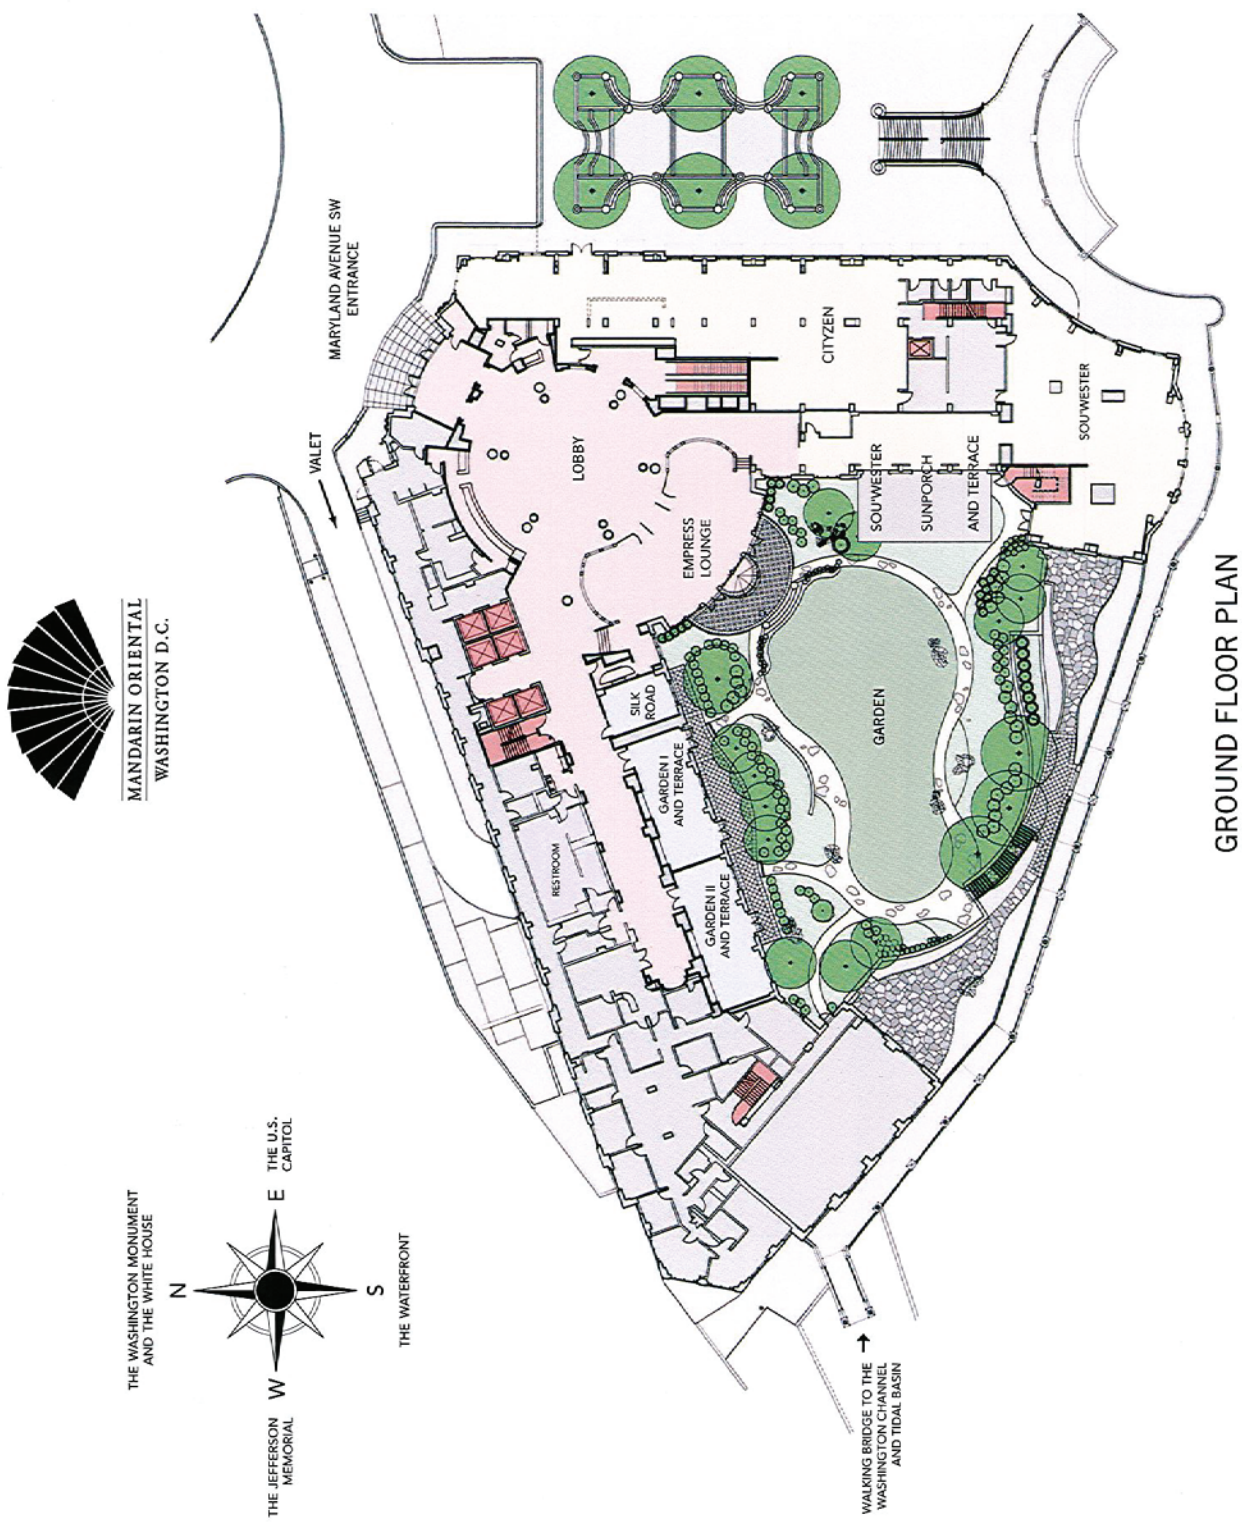 MANDARIN ORIENTAL
WASHINGTON D.C.
THE WASHINGTON MONUMENT
AND THE WHITE HOUSE
N
THE JEFFERSON
MEMORIAL
W
E
THE U.S.
CAPITOL
S
THE WATERFRONT
VALET
MARYLAND AVENUE SW
ENTRANCE
LOBBY
RESTROOM
SILK
ROAD
EMPRESS
LOUNGE
GARDEN I
AND TERRACE
GARDEN II
AND TERRACE
CITYZEN
SOU'WESTER
SUNPORCH
AND TERRACE
SOU'WESTER
GARDEN
WALKING BRIDGE TO THE
WASHINGTON CHANNEL
AND TIDAL BASIN
GROUND FLOOR PLAN